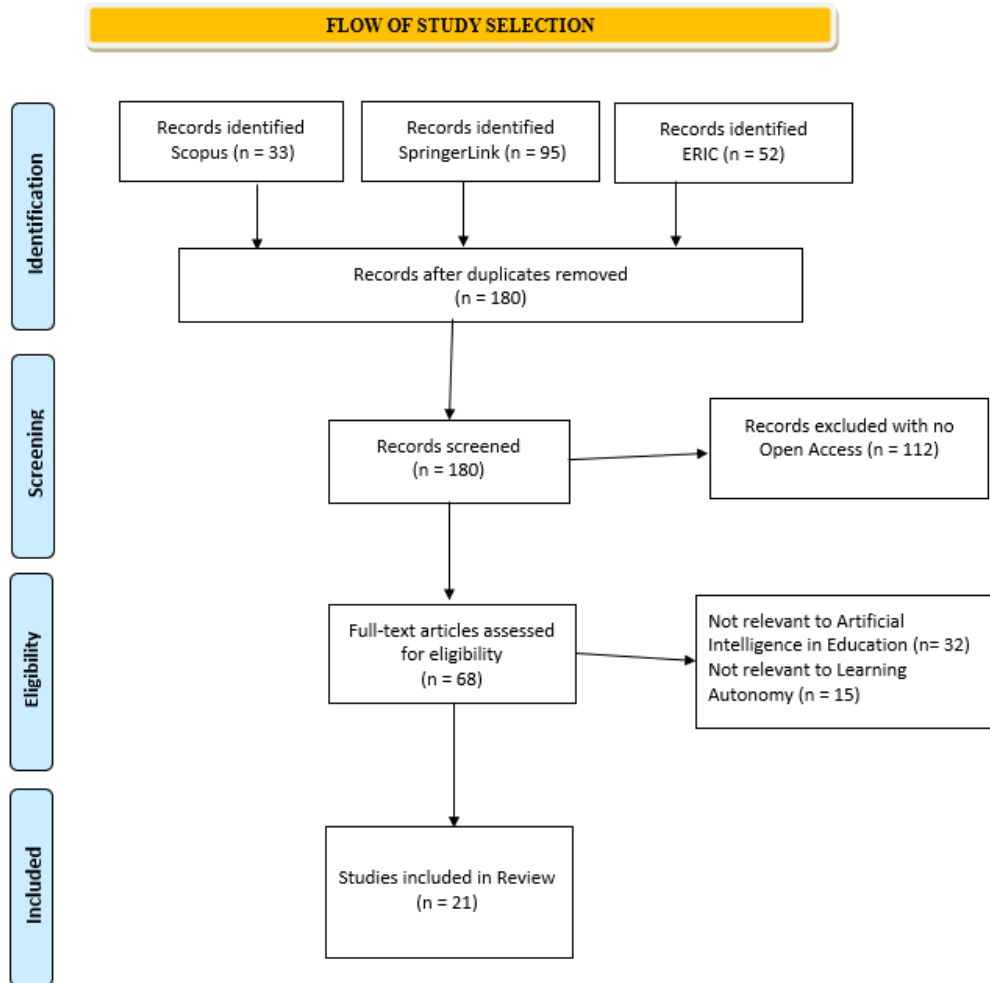 FLOW OF STUDY SELECTION
Identification
Records identified
Scopus (n = 33)
Records identified
SpringerLink (n = 95)
Records identified
ERIC (n = 52)
Records after duplicates removed
(n = 180)
Screening
Records screened
(n = 180)
Records excluded with no
Open Access (n = 112)
Eligibility
Full-text articles assessed
for eligibility
(n = 68)
Not relevant to Artificial
Intelligence in Education (n= 32)
Not relevant to Learning
Autonomy (n = 15)
Included
Studies included in Review
(n = 21)